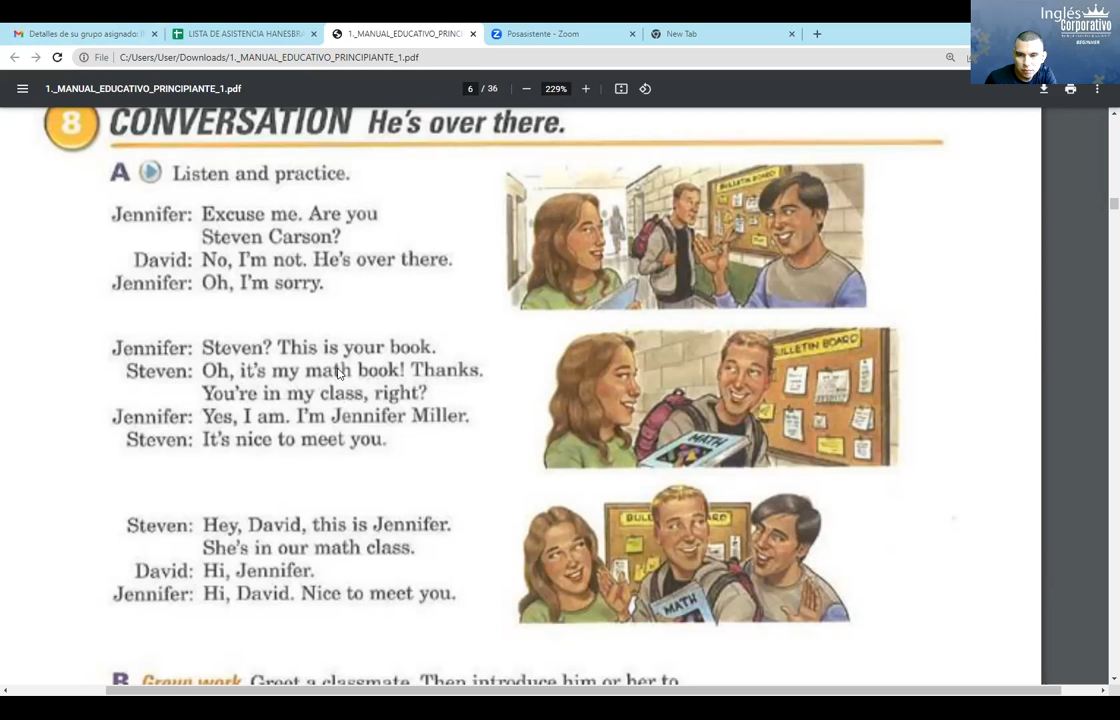 Detalles de su grupo asignado:
LISTA DE ASISTENCIA HANESBRA
1._MANUAL_EDUCATIVO_PRINCI
Posasistente - Zoom
New Tab
Inglés
Corporativo
BEGINNER
File
C:/Users/User/Downloads/1._MANUAL_EDUCATIVO_PRINCIPIANTE_1.pdf
1._MANUAL_EDUCATIVO_PRINCIPIANTE_1.pdf
6 / 36
229%
8 CONVERSATION He's over there.
A Listen and practice.
Jennifer: Excuse me. Are you
Steven Carson?
David: No, I'm not. He's over there.
Jennifer: Oh, I'm sorry.
BULLETIN BOARD
Jennifer: Steven? This is your book.
Steven: Oh, it's my math book! Thanks.
You're in my class, right?
Jennifer: Yes, I am. I'm Jennifer Miller.
Steven: It's nice to meet you.
BULLETIN BOARD
MATH
Steven: Hey, David, this is Jennifer.
She's in our math class.
David: Hi, Jennifer.
Jennifer: Hi, David. Nice to meet you.
MATH
B Group work Greet a classmate. Then introduce him or her to